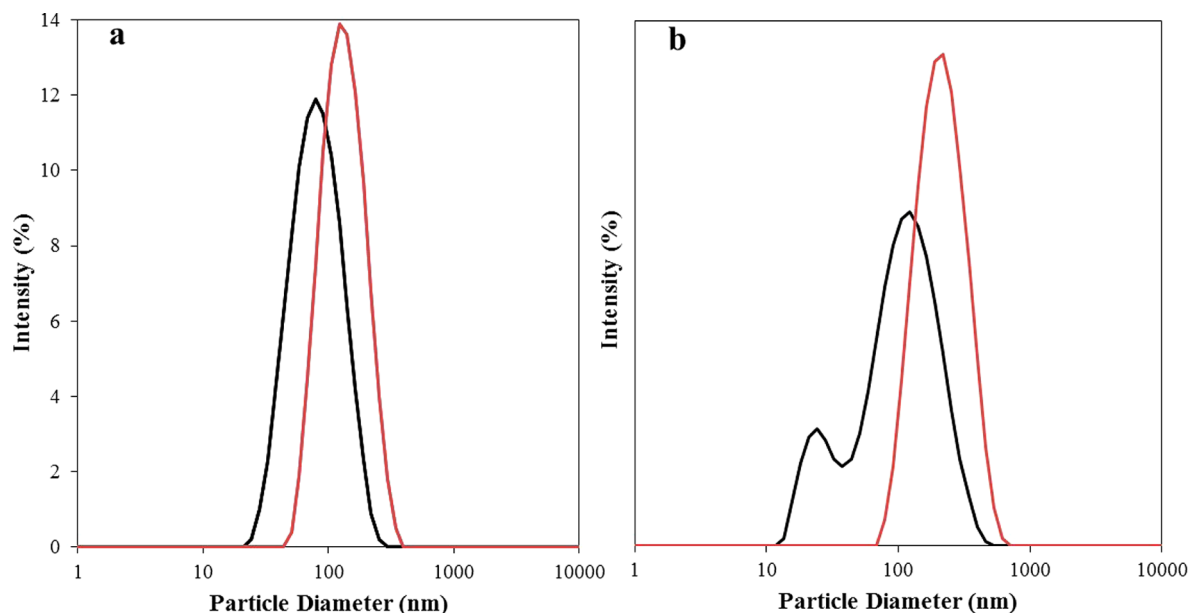 a
14
12
10
8
6
4
2
0
Intensity (%)
1 10 100 1000 10000
Particle Diameter (nm)
b
Intensity (%)
1 10 100 1000 10000
Particle Diameter (nm)